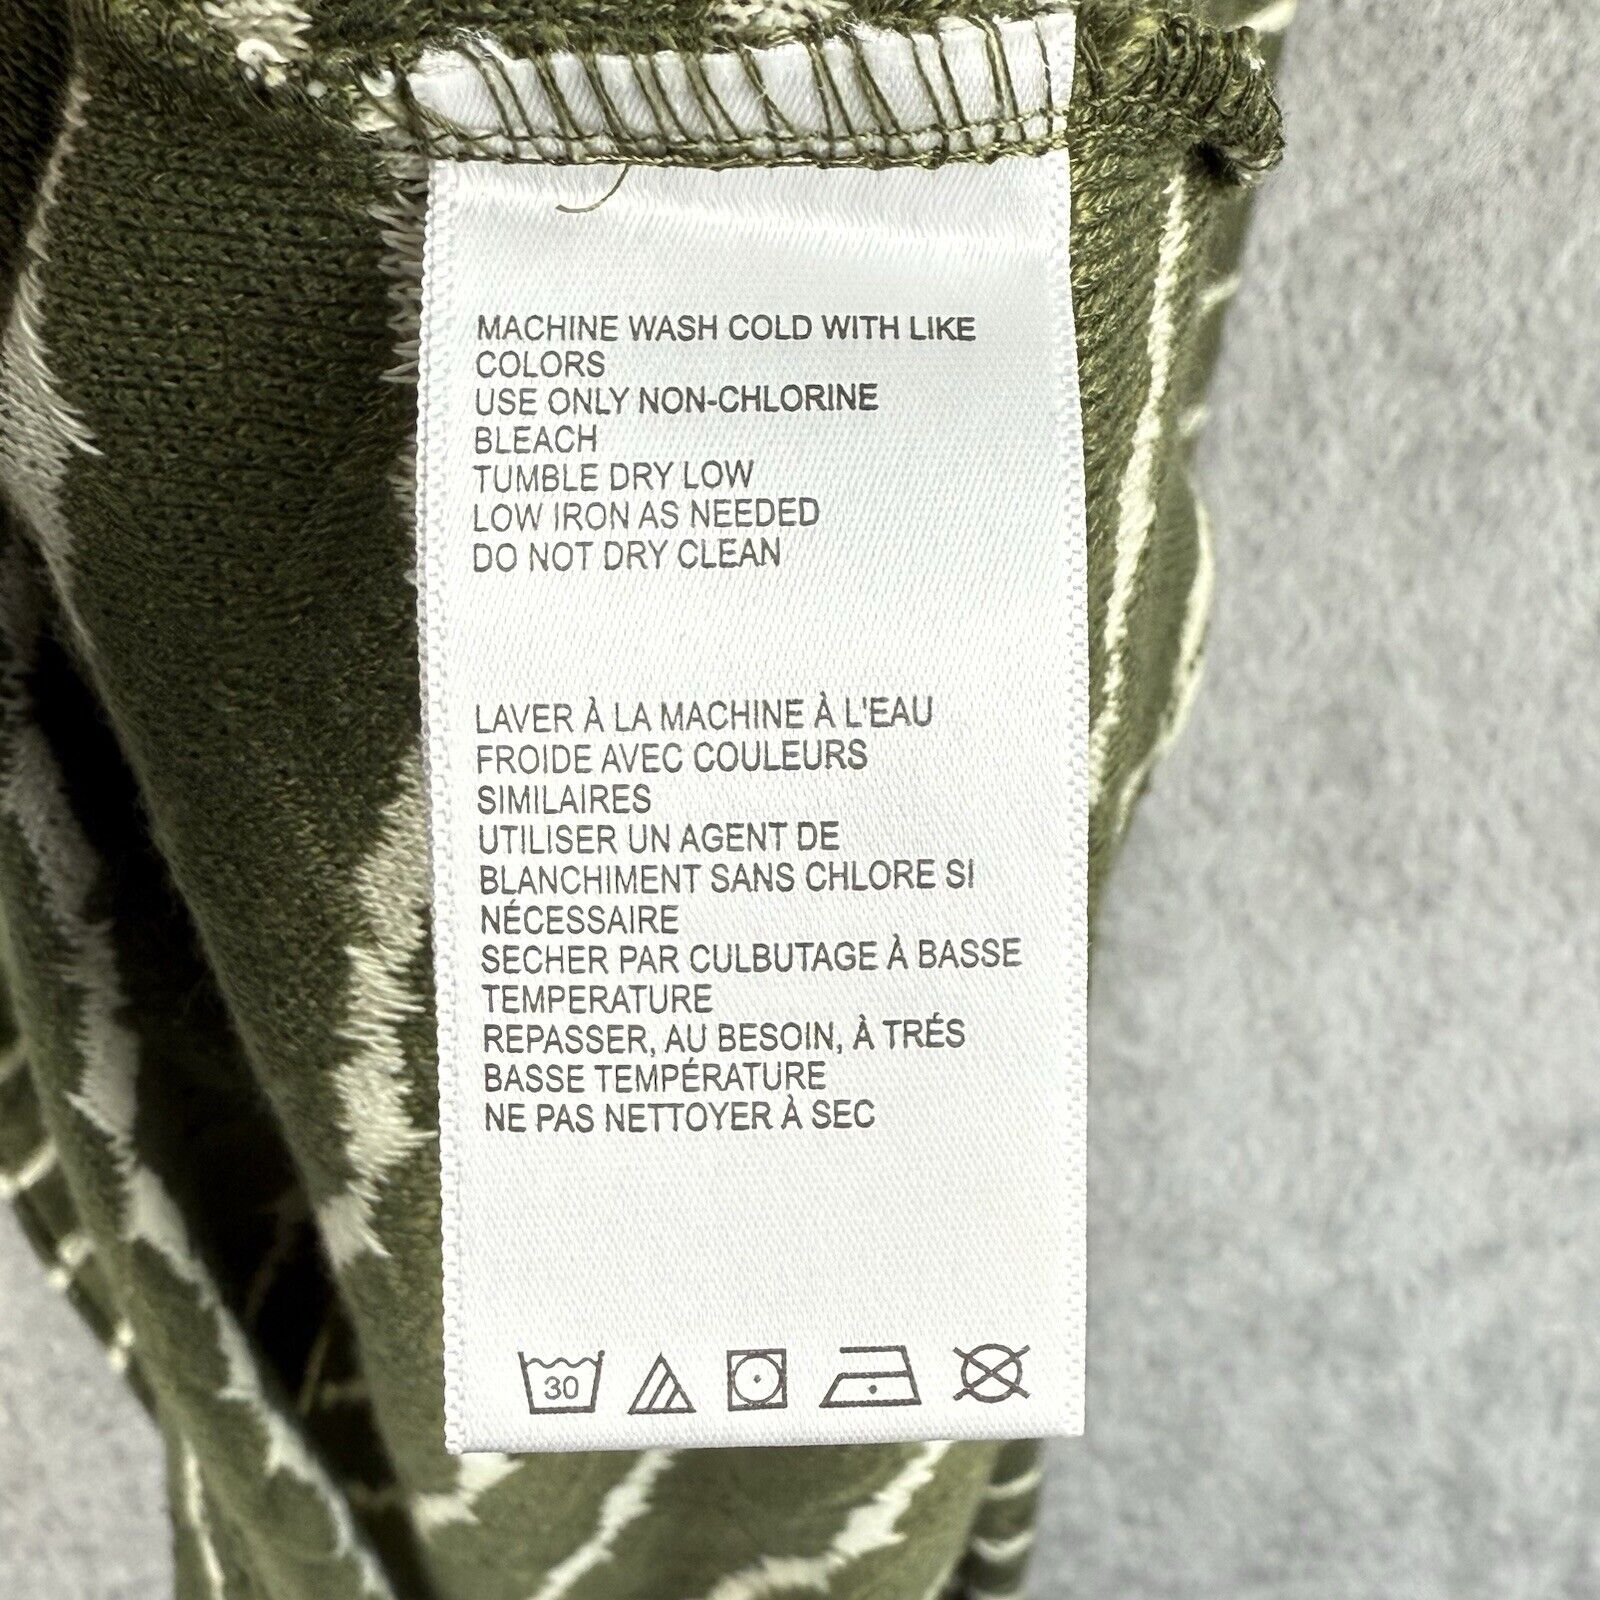 MACHINE WASH COLD WITH LIKE
COLORS
USE ONLY NON-CHLORINE
BLEACH
TUMBLE DRY LOW
LOW IRON AS NEEDED
DO NOT DRY CLEAN
LAVER À LA MACHINE À L'EAU
FROIDE AVEC COULEURS
SIMILAIRES
UTILISER UN AGENT DE
BLANCHIMENT SANS CHLORE SI
NÉCESSAIRE
SECHER PAR CULBUTAGE À BASSE
TEMPERATURE
REPASSER, AU BESOIN, À TRÉS
BASSE TEMPÉRATURE
NE PAS NETTOYER À SEC
30